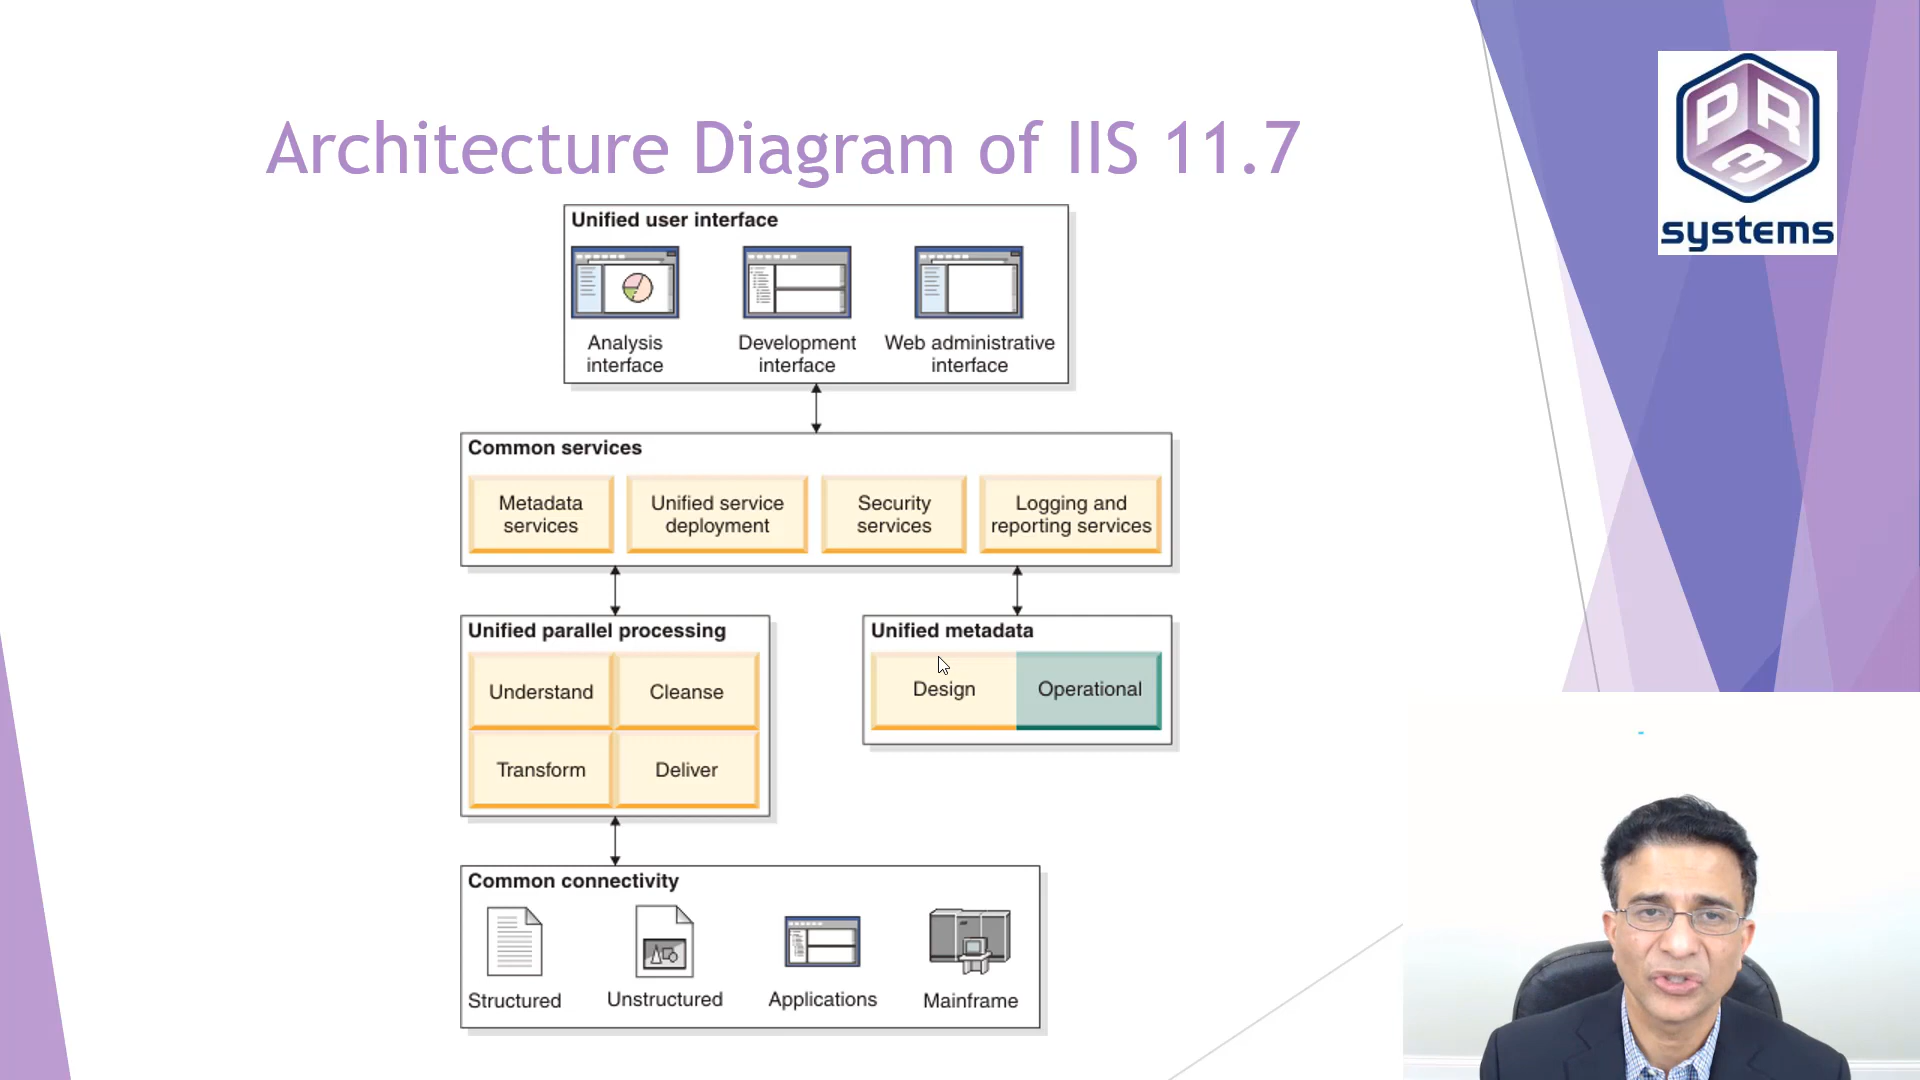 Architecture Diagram of IIS 11.7
PR3
systems
Unified user interface
Analysis
interface
Development
interface
Web administrative
interface
Common services
Metadata
services
Unified service
deployment
Security
services
Logging and
reporting services
Unified parallel processing
Understand
Cleanse
Transform
Deliver
Unified metadata
Design
Operational
Common connectivity
Structured
Unstructured
Applications
Mainframe